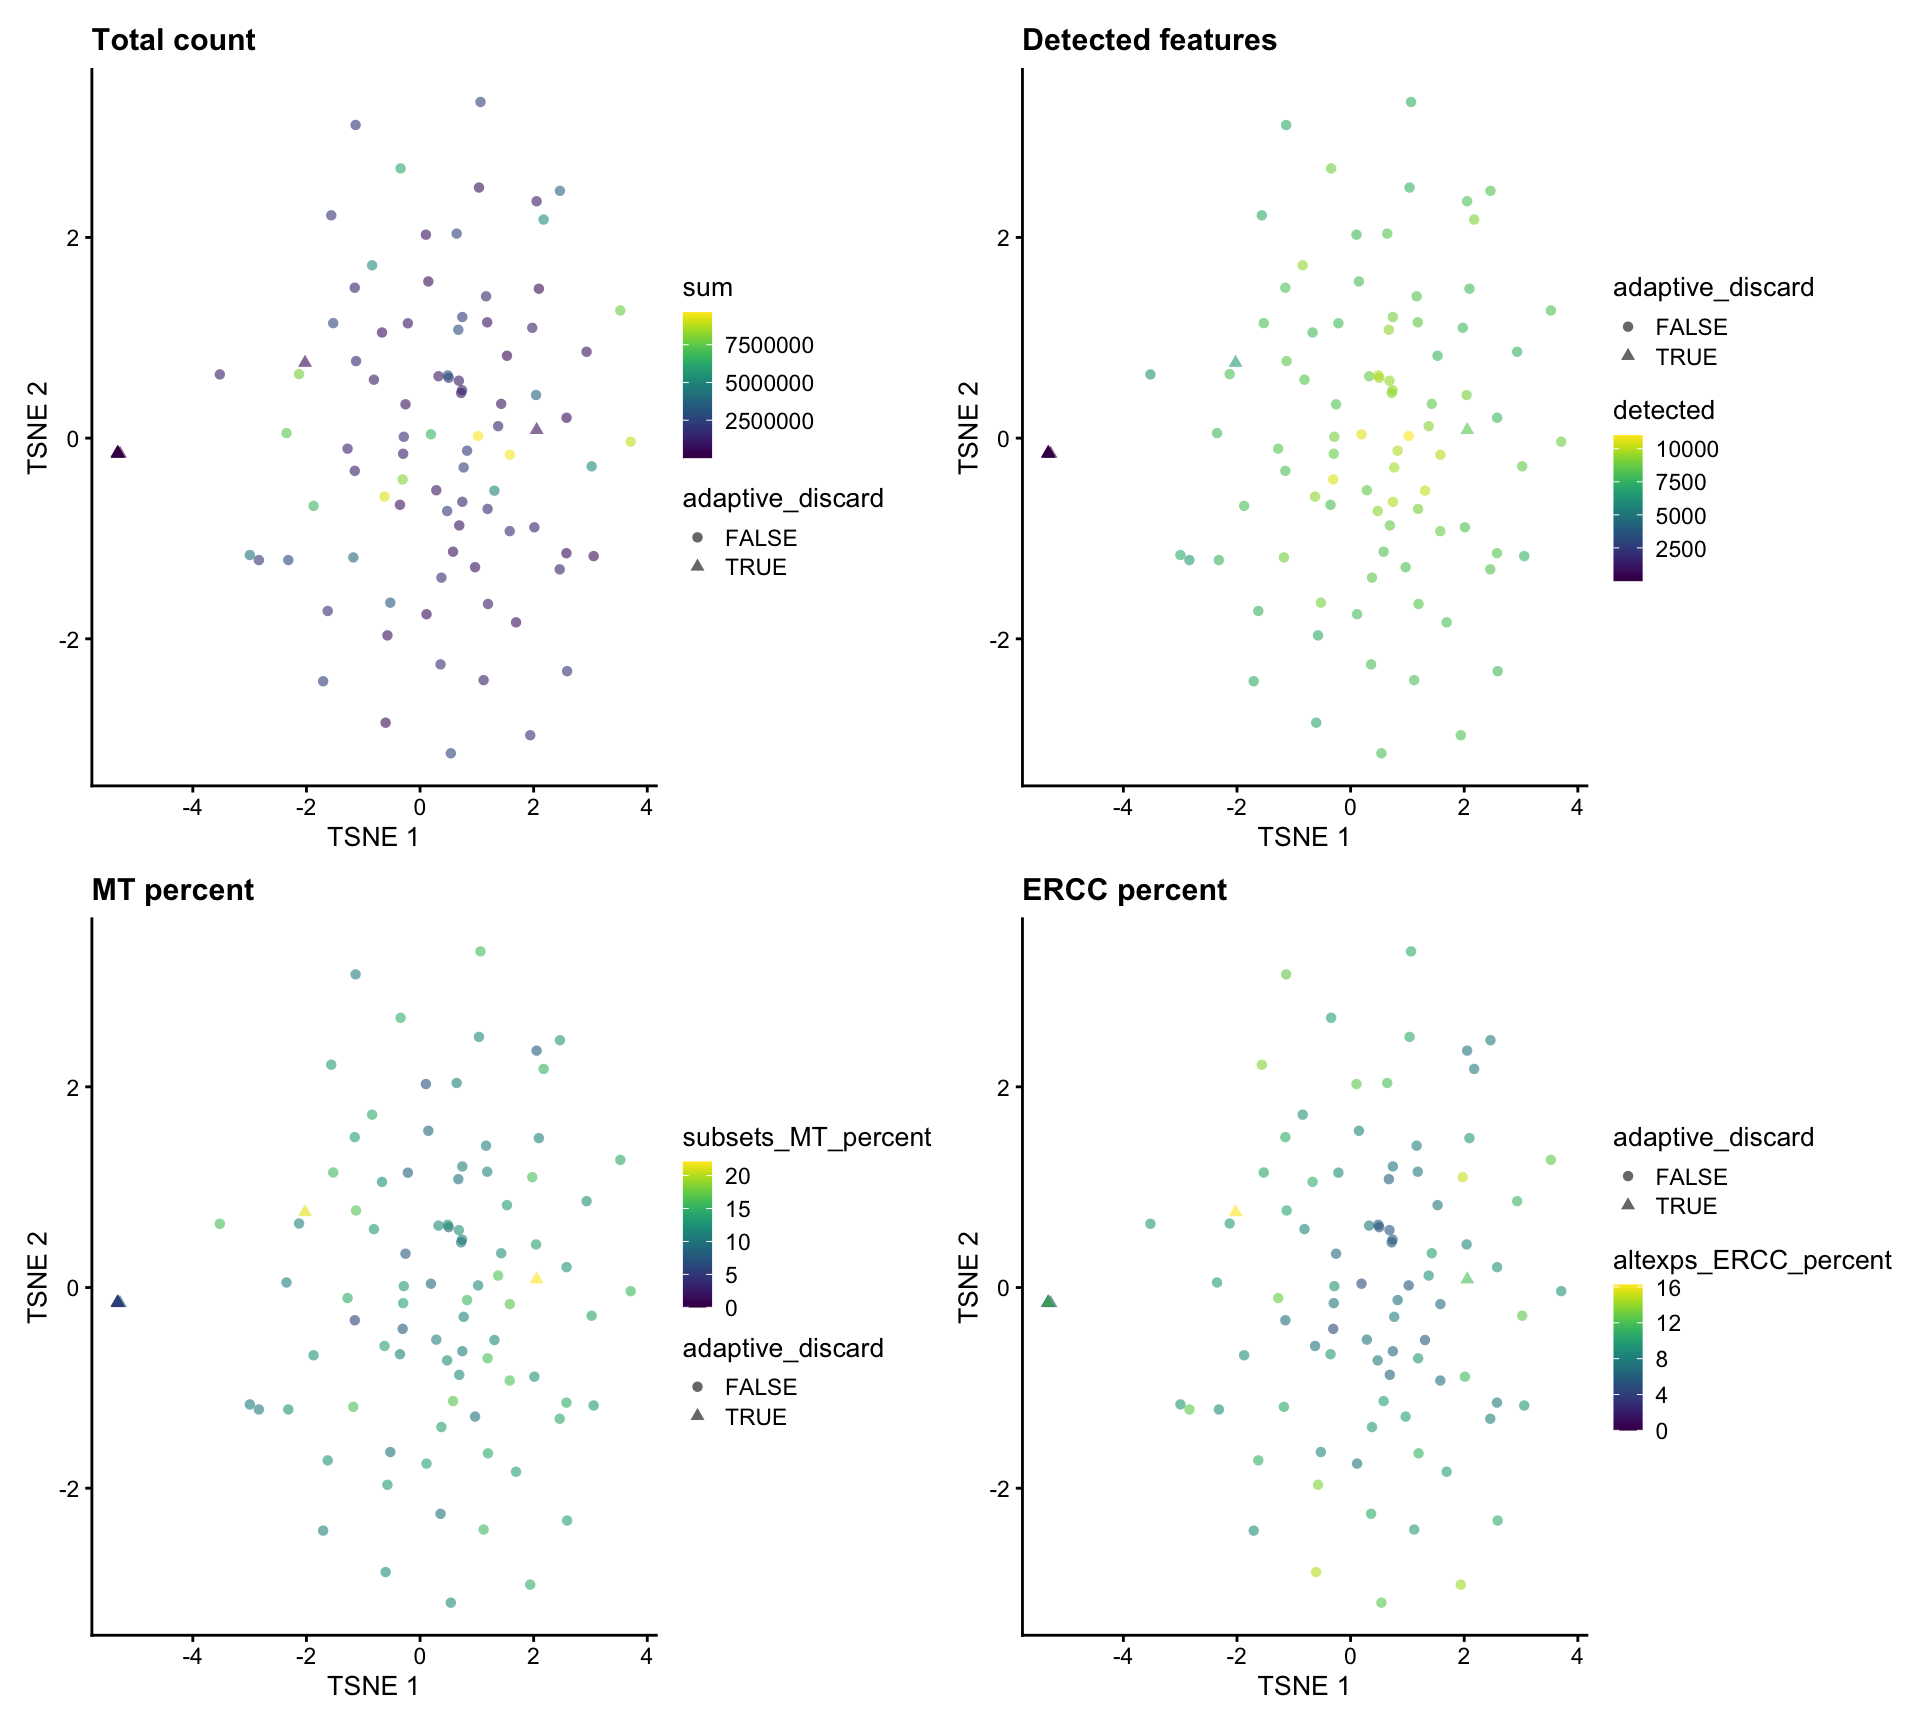 Total count
2
0
-2
TSNE 2
-4 -2 0 2 4
TSNE 1
sum
7500000
5000000
2500000
adaptive_discard
FALSE
TRUE
Detected features
2
0
-2
TSNE 2
-4 -2 0 2 4
TSNE 1
adaptive_discard
FALSE
TRUE
detected
10000
7500
5000
2500
MT percent
2
0
-2
TSNE 2
-4 -2 0 2 4
TSNE 1
subsets_MT_percent
20
15
10
5
0
adaptive_discard
FALSE
TRUE
ERCC percent
2
0
-2
TSNE 2
-4 -2 0 2 4
TSNE 1
adaptive_discard
FALSE
TRUE
altexps_ERCC_percent
16
12
8
4
0